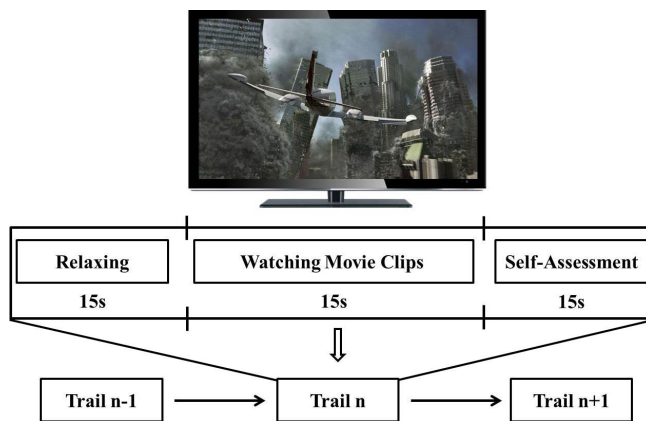 Relaxing
Watching Movie Clips
Self-Assessment
15s
15s
15s
Trail n-1
Trail n
Trail n+1